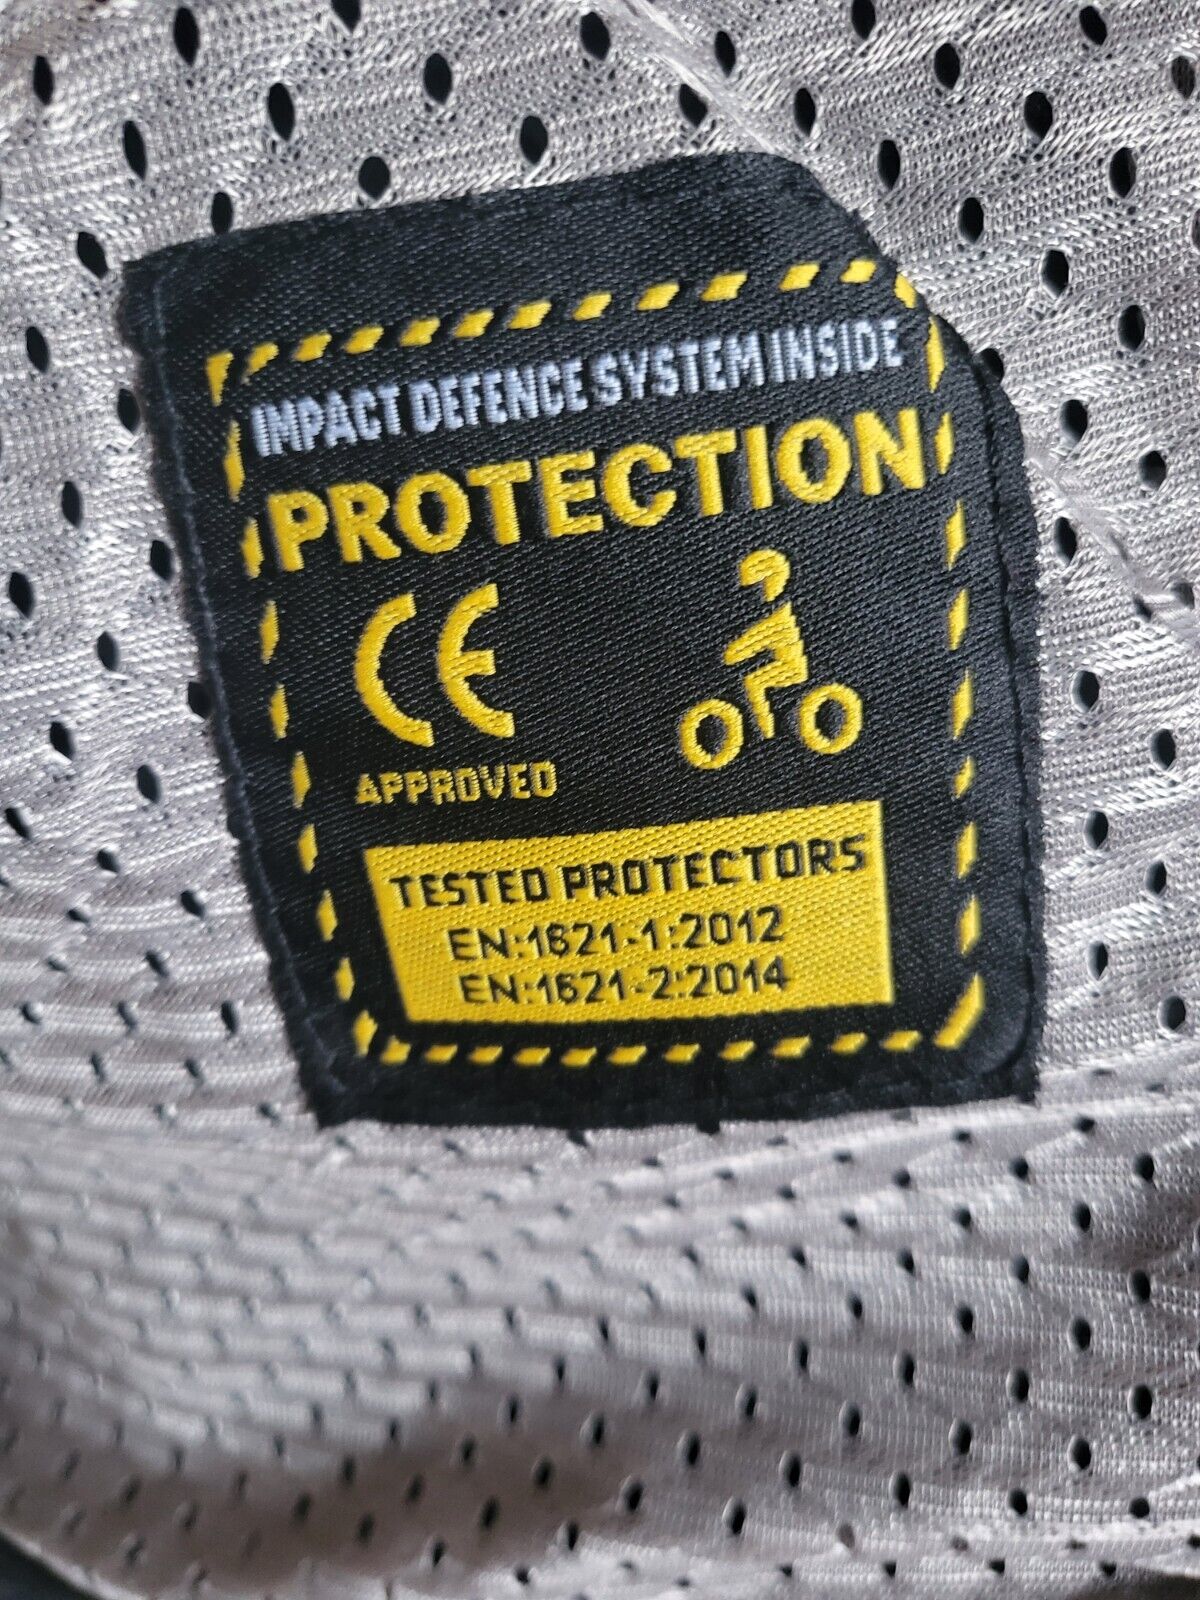 IMPACT DEFENCE SYSTEM INSIDE
PROTECTION
CE
APPROVED
TESTED PROTECTORS
EN:1621-1:2012
EN:1621-2:2014